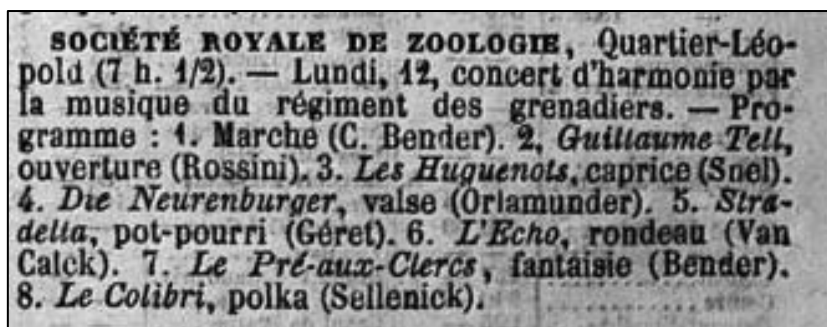 SOCIÉTÉ ROYALE DE ZOOLOGIE, Quartier-Léo-
pold (7 h. 1/2). — Lundi, 12, concert d'harmonie par
la musique du régiment des grenadiers. — Pro-
gramme : 1. Marche (C. Bender). 2, Guillaume Tell,
ouverture (Rossini). 3. Les Huguenots, caprice (Snel).
4. Die Neurenburger, valse (Orlamunder). 5. Stra-
della, pot-pourri (Géret). 6. L'Echo, rondeau (Van
Calck). 7. Le Pré-aux-Clercs, fantaisie (Bender).
8. Le Colibri, polka (Sellenick).